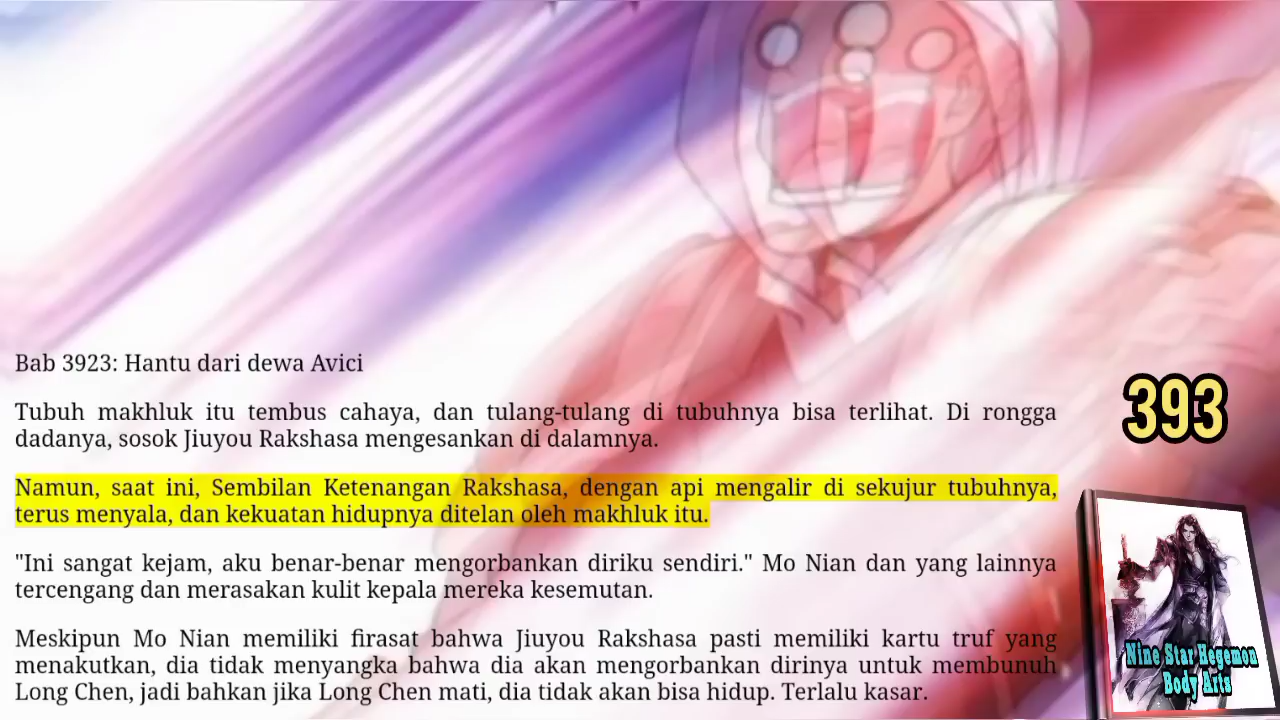 Bab 3923: Hantu dari dewa Avici
Tubuh makhluk itu tembus cahaya, dan tulang-tulang di tubuhnya bisa terlihat. Di rongga
dadanya, sosok Jiuyou Rakshasa mengesankan di dalamnya.
Namun, saat ini, Sembilan Ketenangan Rakshasa, dengan api mengalir di sekujur tubuhnya,
terus menyala, dan kekuatan hidupnya ditelan oleh makhluk itu.
"Ini sangat kejam, aku benar-benar mengorbankan diriku sendiri." Mo Nian dan yang lainnya
tercengang dan merasakan kulit kepala mereka kesemutan.
Meskipun Mo Nian memiliki firasat bahwa Jiuyou Rakshasa pasti memiliki kartu truf yang
menakutkan, dia tidak menyangka bahwa dia akan mengorbankan dirinya untuk membunuh
Long Chen, jadi bahkan jika Long Chen mati, dia tidak akan bisa hidup. Terlalu kasar.
393
Nine Star Hegemon
Body Arts